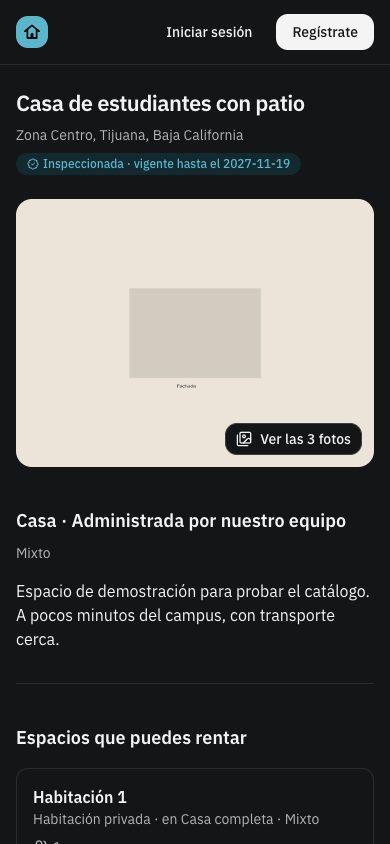 Iniciar sesión
Regístrate
Casa de estudiantes con patio
Zona Centro, Tijuana, Baja California
Inspeccionada · vigente hasta el 2027-11-19
Fachada
Ver las 3 fotos
Casa · Administrada por nuestro equipo
Mixto
Espacio de demostración para probar el catálogo.
A pocos minutos del campus, con transporte
cerca.
Espacios que puedes rentar
Habitación 1
Habitación privada · en Casa completa · Mixto